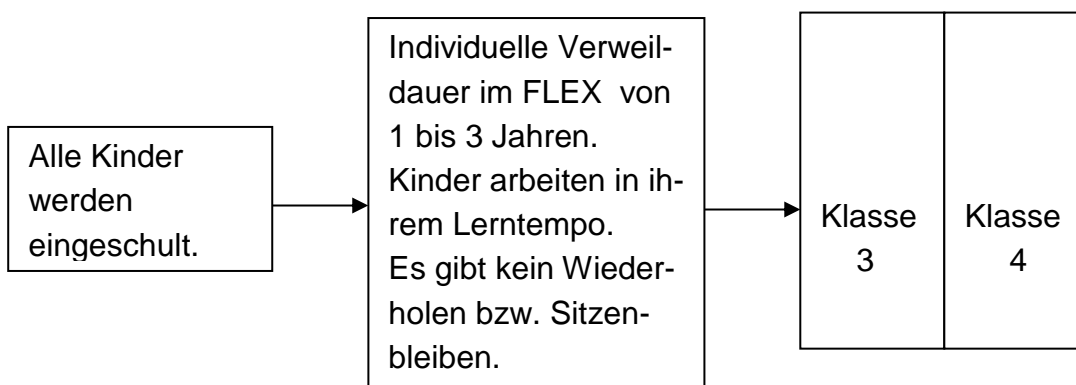 Alle Kinder
werden
eingeschult.
Individuelle Verweil-
dauer im FLEX von
1 bis 3 Jahren.
Kinder arbeiten in ih-
rem Lerntempo.
Es gibt kein Wieder-
holen bzw. Sitzen-
bleiben.
Klasse
3
Klasse
4